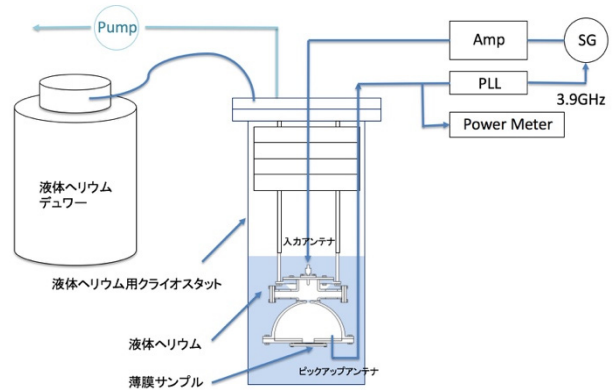 Pump
Amp
SG
PLL
3.9GHz
Power Meter
液体ヘリウム
デュワー
入力アンテナ
液体ヘリウム用クライオスタット
液体ヘリウム
薄膜サンプル
ピックアップアンテナ